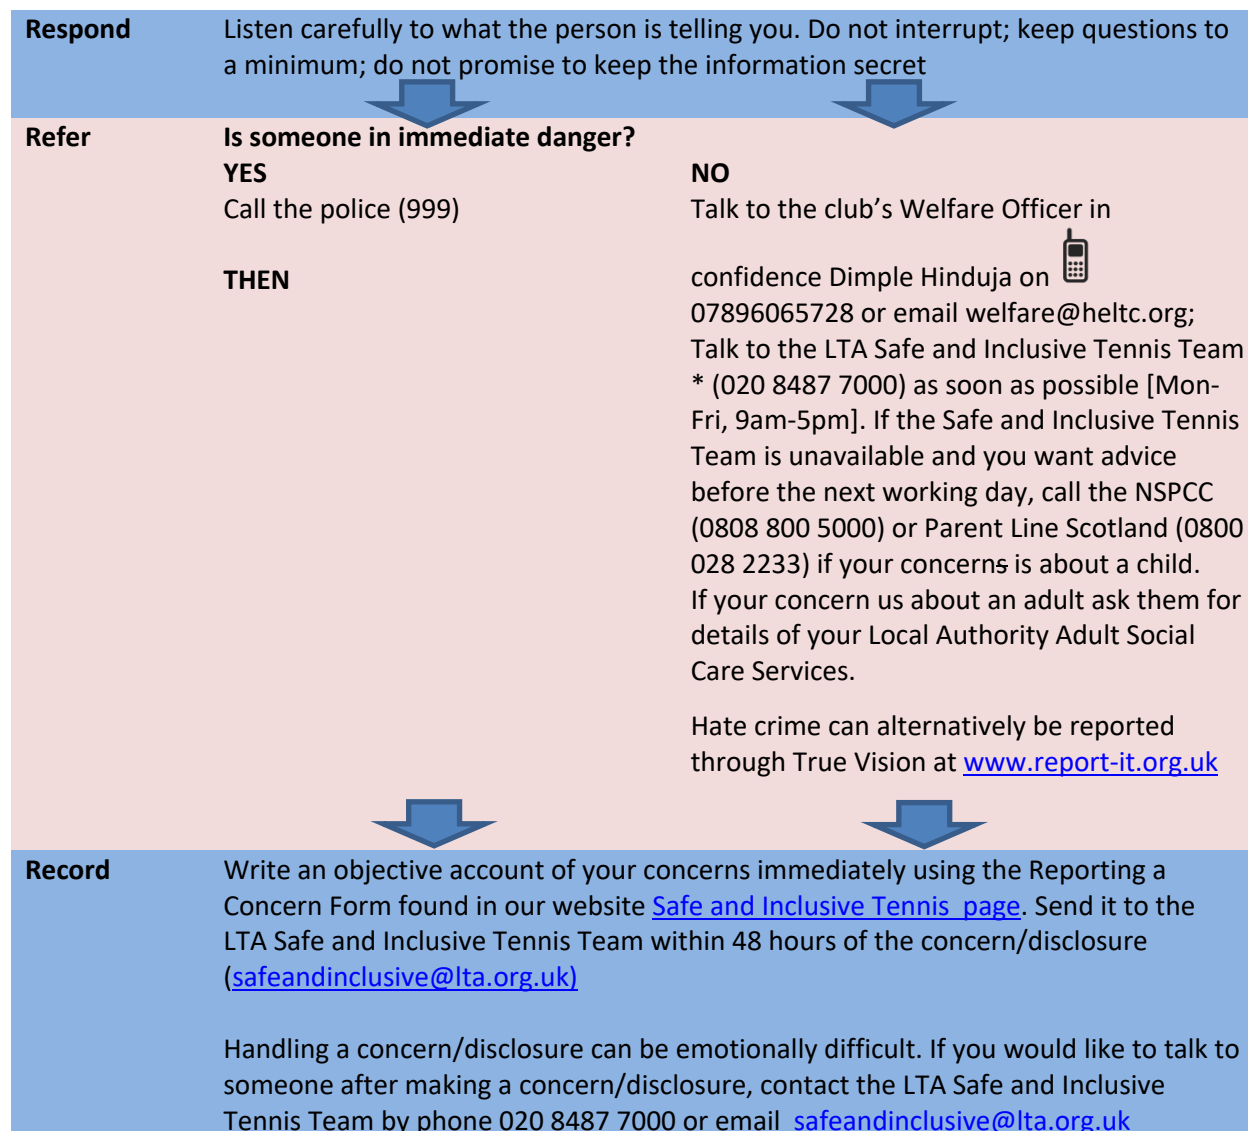 Respond
Listen carefully to what the person is telling you. Do not interrupt; keep questions to
a minimum; do not promise to keep the information secret
Refer
Is someone in immediate danger?
YES
Call the police (999)
THEN
NO
Talk to the club's Welfare Officer in
confidence Dimple Hinduja on
07896065728 or email welfare@heltc.org;
Talk to the LTA Safe and Inclusive Tennis Team
* (020 8487 7000) as soon as possible [Mon-
Fri, 9am-5pm]. If the Safe and Inclusive Tennis
Team is unavailable and you want advice
before the next working day, call the NSPCC
(0808 800 5000) or Parent Line Scotland (0800
028 2233) if your concerns is about a child.
If your concern us about an adult ask them for
details of your Local Authority Adult Social
Care Services.
Hate crime can alternatively be reported
through True Vision at www.report-it.org.uk
Record
Write an objective account of your concerns immediately using the Reporting a
Concern Form found in our website Safe and Inclusive Tennis  page. Send it to the
LTA Safe and Inclusive Tennis Team within 48 hours of the concern/disclosure
(safeandinclusive@lta.org.uk)
Handling a concern/disclosure can be emotionally difficult. If you would like to talk to
someone after making a concern/disclosure, contact the LTA Safe and Inclusive
Tennis Team by phone 020 8487 7000 or email  safeandinclusive@lta.org.uk